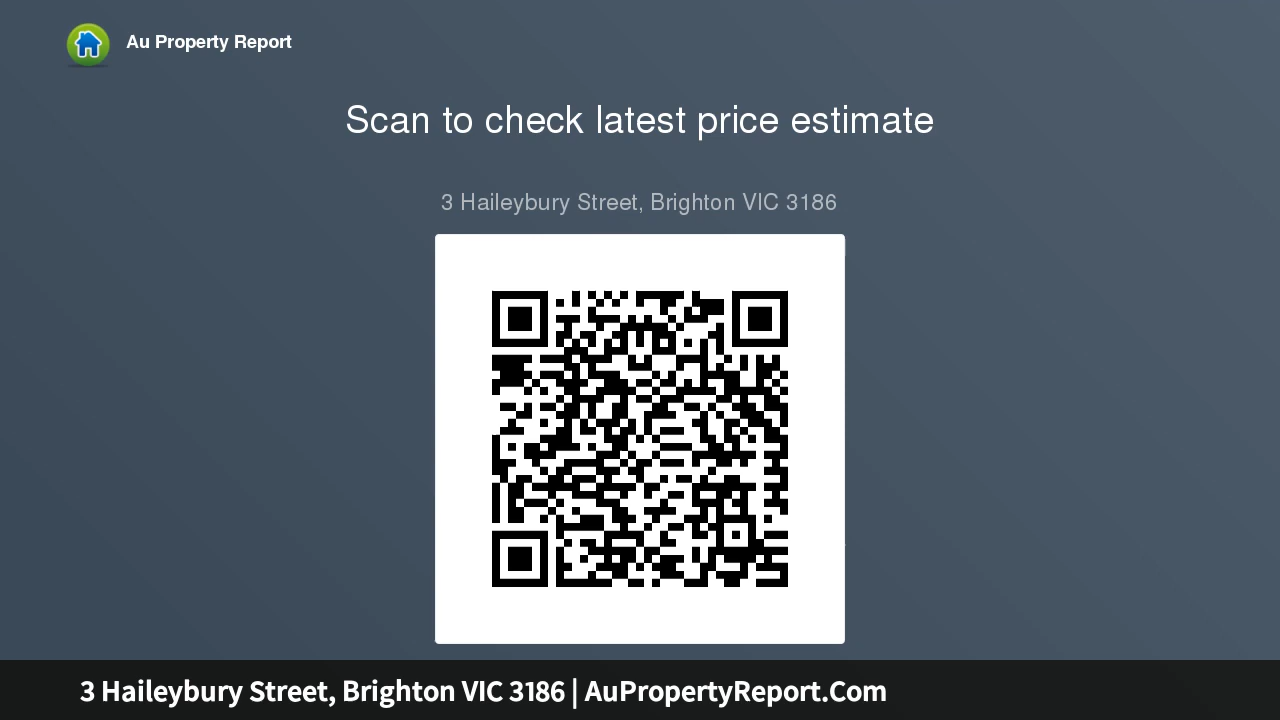 Au Property Report
Scan to check latest price estimate
3 Haileybury Street, Brighton VIC 3186
3 Haileybury Street, Brighton VIC 3186 | AuPropertyReport.Com